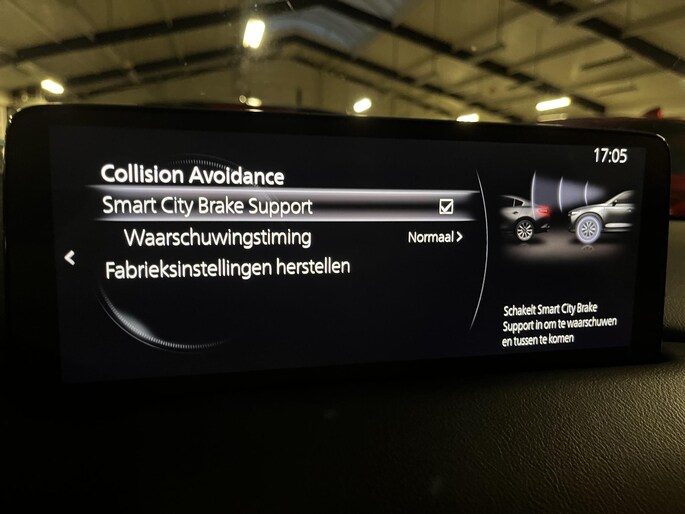 17:05
Collision Avoidance
Smart City Brake Support
Waarschuwingstiming Normaal
Fabrieksinstellingen herstellen
Schakelt Smart City Brake
Support in om te waarschuwen
en tussen te komen